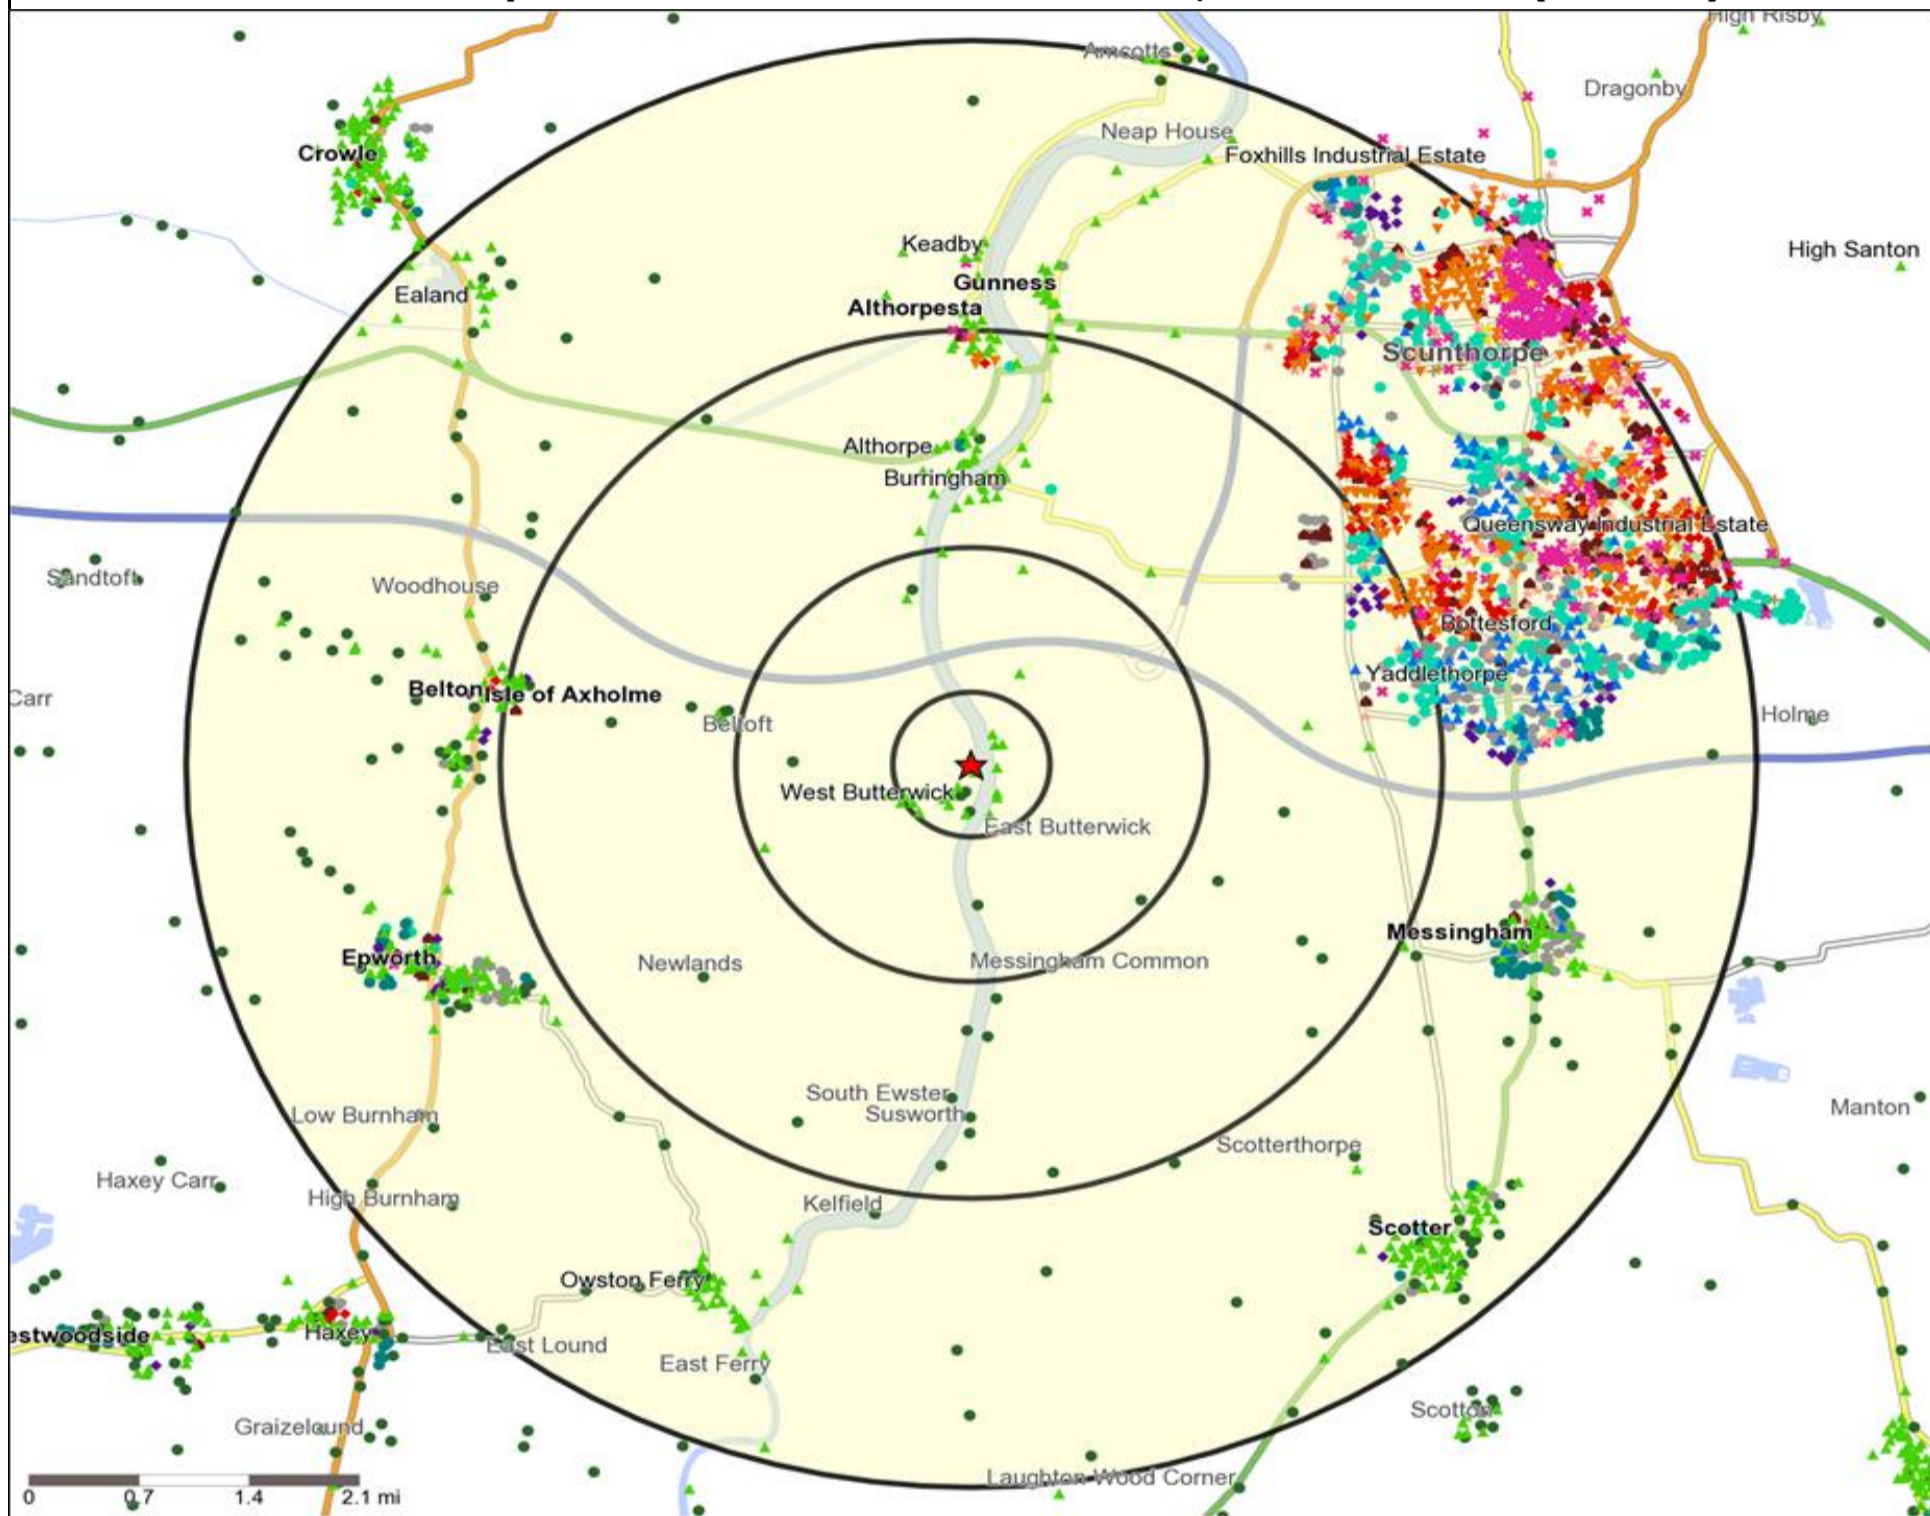 High Risby
Amcotts
Dragonby
Neap House
Crowle
Foxhills Industrial Estate
Keadby
High Santon
Gunness
Ealand
Althorpesta
Scunthorpe
Althorpe
Burringham
Queensway Industrial Estate
Sandtoft
Woodhouse
Bottesford
Yaddlethorpe
Carr
Belton
Isle of Axholme
Beltoft
Holme
West Butterwick
East Butterwick
Messingham
Epworth
Newlands
Messingham Common
South Ewster
Susworth
Low Burnham
Manton
Scotterthorpe
Haxey Carr
High Burnham
Kelfield
Scotter
Owston Ferry
estwoodside
Haxey
East Lound
East Ferry
Scotton
Graizelound
Laughton Wood Corner
0 0.7 1.4 2.1 mi